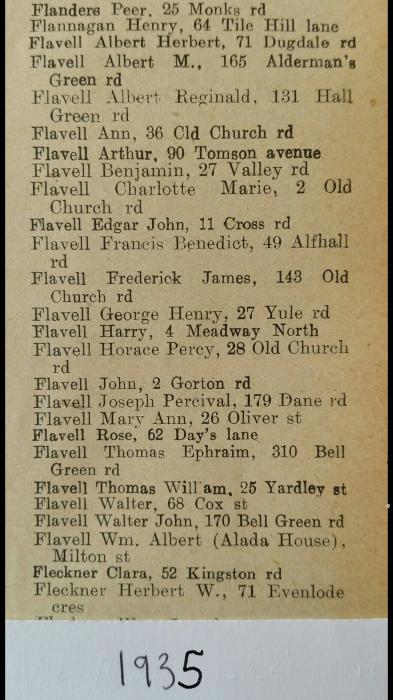 Flanders Peer, 25 Monks rd
Flannagan Henry, 64 Tile Hill lane
Flavell Albert Herbert, 71 Dugdale rd
Flavell Albert M., 165 Alderman's
Green rd
Flavell Albert Reginald, 131 Hall
Green rd
Flavell Ann, 36 Cld Church rd
Flavell Arthur, 90 Tomson avenue
Flavell Benjamin, 27 Valley rd
Flavell Charlotte Marie, 2 Old
Church rd
Flavell Edgar John, 11 Cross rd
Flavell Francis Benedict, 49 Alfhall
rd
Flavell Frederick James, 143 Old
Church rd
Flavell George Henry, 27 Yule rd
Flavell Harry, 4 Meadway North
Flavell Horace Percy, 28 Old Church
rd
Flavell John, 2 Gorton rd
Flavell Joseph Percival, 179 Dane rd
Flavell Mary Ann, 26 Oliver st
Flavell Rose, 62 Day's lane
Flavell Thomas Ephraim, 310 Bell
Green rd
Flavell Thomas Will am, 25 Yardley st
Flavell Walter, 68 Cox st
Flavell Walter John, 170 Bell Green rd
Flavell Wm. Albert (Alada House),
Milton st
Fleckner Clara, 52 Kingston rd
Fleckner Herbert W., 71 Evenlode
cres
1935